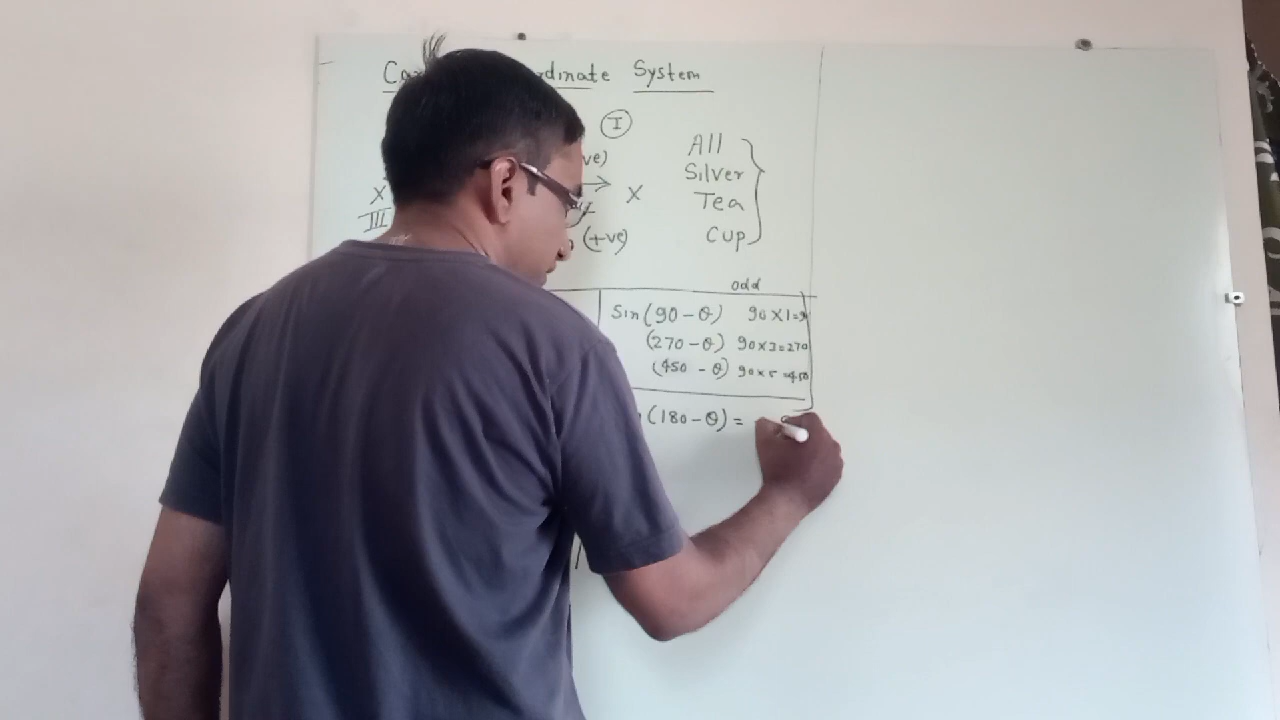 Ca rdinate System
I
ve)
All
Silver
X
X
Tea
III
(+ve)
Cup
odd
Sin (90 - θ) 90 X 1 = 9
(270 - θ) 90 X 3 = 270
(450 - θ) 90 X 5 = 450
(180 - θ) =